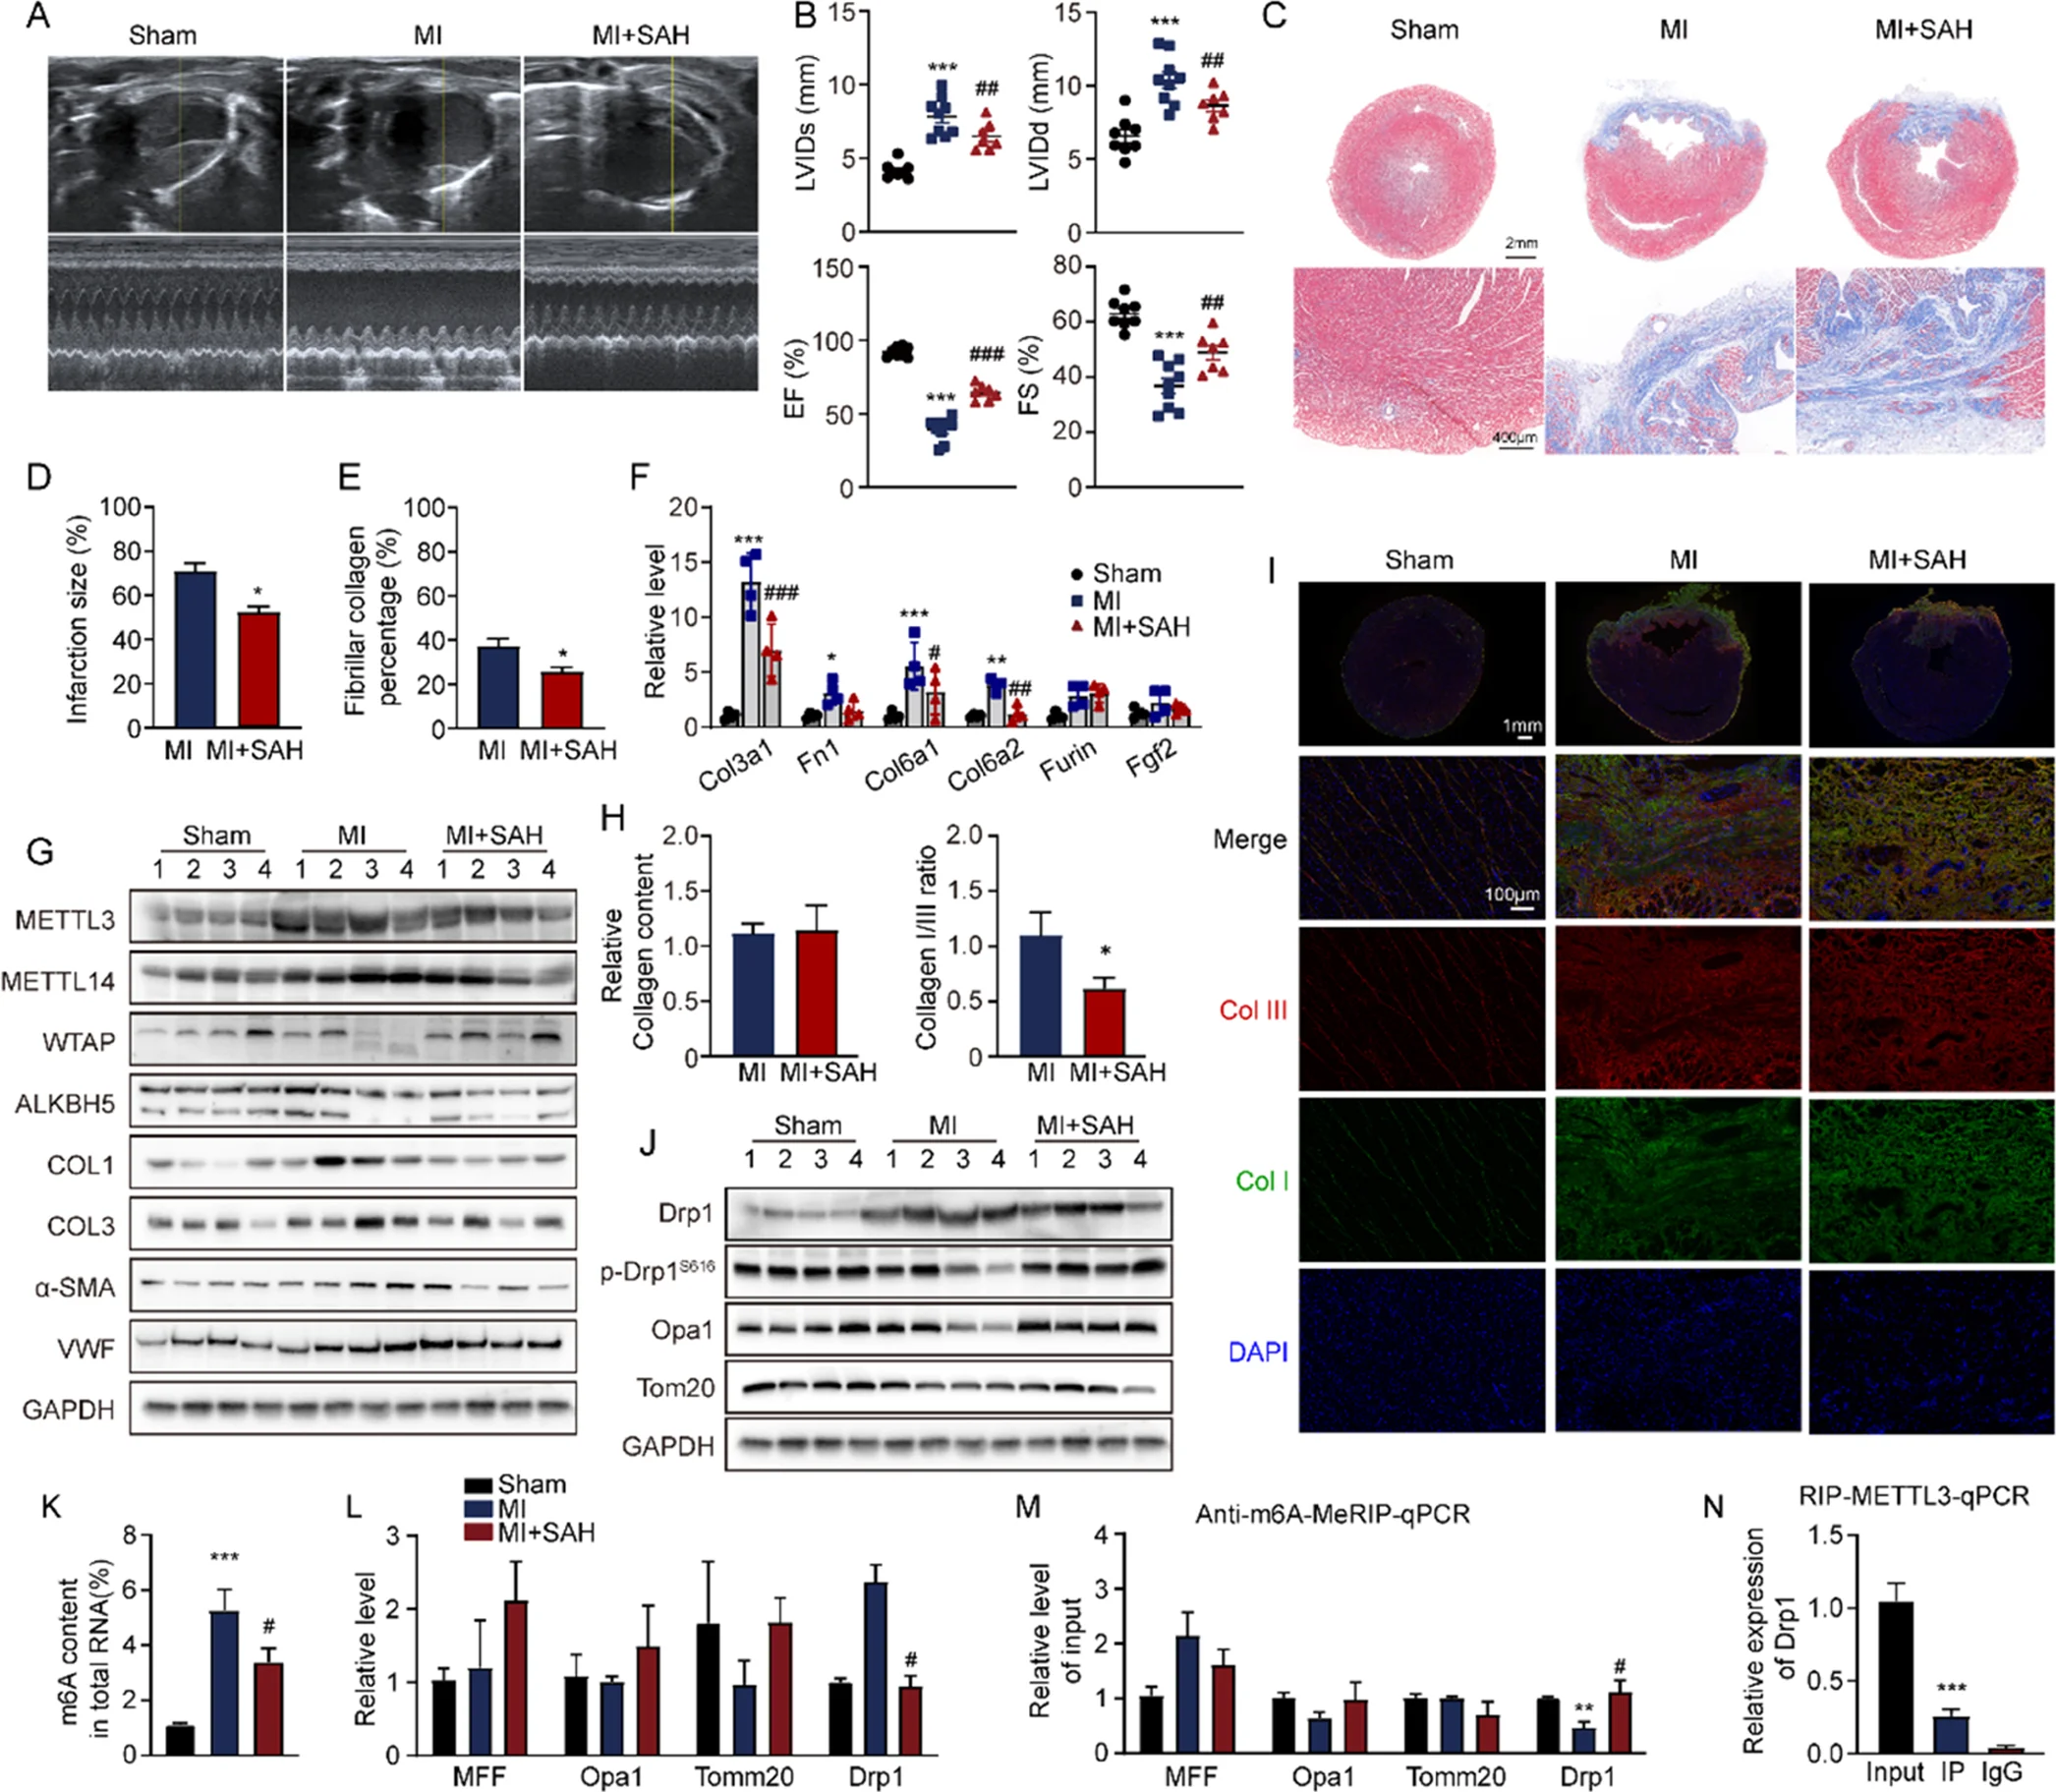 A
Sham MI MI+SAH
B
LVIDs (mm)
15
10
5
0
***
##
LVIDd (mm)
15
10
5
0
***
##
EF (%)
150
100
50
0
***
###
FS (%)
80
60
40
20
0
***
##
C
Sham MI MI+SAH
2mm
400μm
D
Infarction size (%)
100
80
60
40
20
0
*
MI MI+SAH
E
Fibrillar collagen
percentage (%)
100
80
60
40
20
0
*
MI MI+SAH
F
Relative level
20
15
10
5
0
***
###
*
***
#
**
##
Sham
MI
MI+SAH
Col3a1 Fn1 Col6a1 Col6a2 Furin Fgf2
G
Sham MI MI+SAH
1 2 3 4 1 2 3 4 1 2 3 4
METTL3
METTL14
WTAP
ALKBH5
COL1
COL3
α-SMA
VWF
GAPDH
H
Relative
Collagen content
2.0
1.5
1.0
0.5
0
MI MI+SAH
Collagen I/III ratio
2.0
1.5
1.0
0.5
0
*
MI MI+SAH
I
Sham MI MI+SAH
1mm
Merge
100μm
Col III
Col I
DAPI
J
Sham MI MI+SAH
1 2 3 4 1 2 3 4 1 2 3 4
Drp1
p-Drp1S616
Opa1
Tom20
GAPDH
K
m6A content
in total RNA(%)
8
6
4
2
0
***
#
L
Sham
MI
MI+SAH
Relative level
3
2
1
0
#
MFF Opa1 Tomm20 Drp1
M
Anti-m6A-MeRIP-qPCR
Relative level
of input
4
3
2
1
0
**
#
MFF Opa1 Tomm20 Drp1
N
RIP-METTL3-qPCR
Relative expression
of Drp1
1.5
1.0
0.5
0.0
***
Input IP IgG